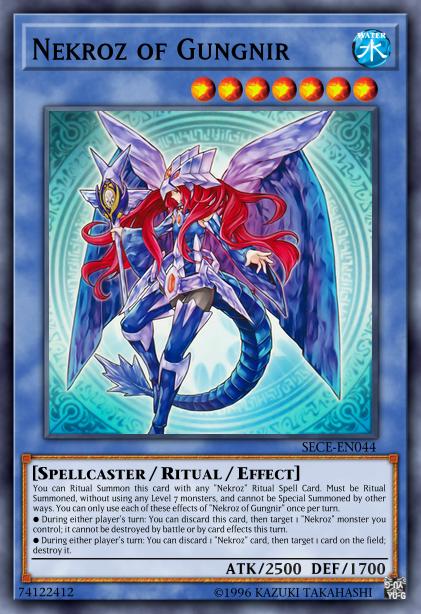 Nekroz of Gungnir
WATER
水
SECE-EN044
[Spellcaster / Ritual / Effect]
You can Ritual Summon this card with any "Nekroz" Ritual Spell Card. Must be Ritual
Summoned, without using any Level 7 monsters, and cannot be Special Summoned by other
ways. You can only use each of these effects of "Nekroz of Gungnir" once per turn.
● During either player's turn: You can discard this card, then target 1 "Nekroz" monster you
control; it cannot be destroyed by battle or by card effects this turn.
● During either player's turn: You can discard 1 "Nekroz" card, then target 1 card on the field;
destroy it.
ATK/2500 DEF/1700
74122412
©1996 KAZUKI TAKAHASHI